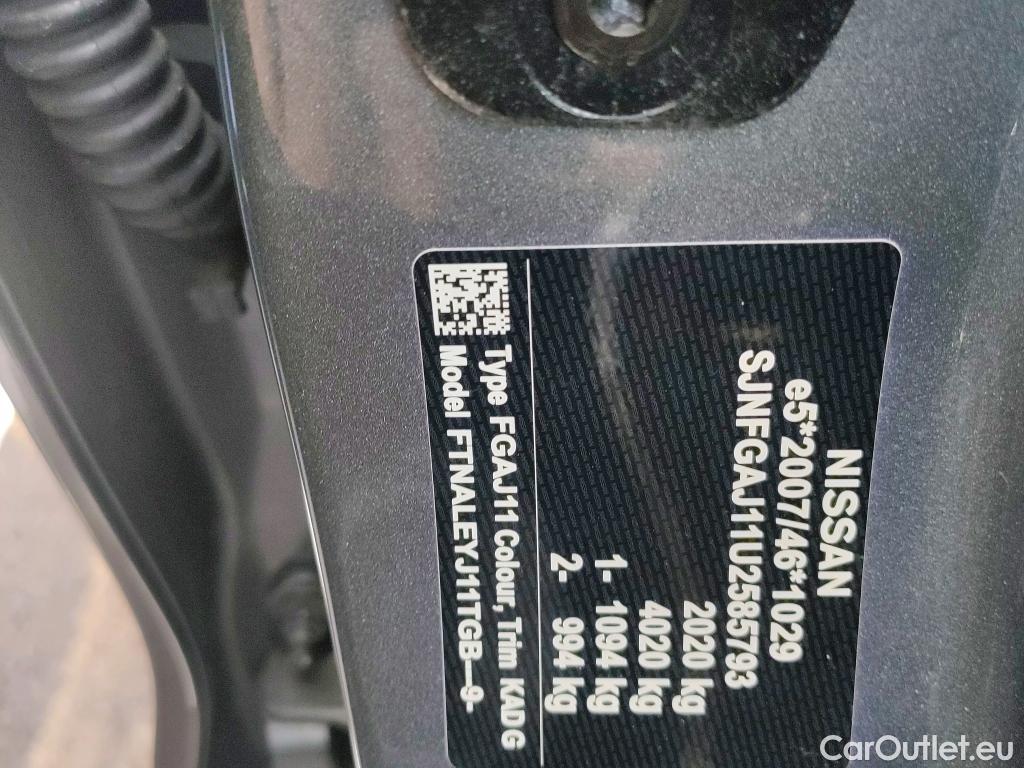 NISSAN
e5*2007/46*1029
SJNFGAJ11U2585793
2020 kg
4020 kg
1- 1094 kg
2- 994 kg
Type FGAJ11 Colour, Trim KADG
Model FTNALEYJ11TGB—9-
CarOutlet.eu